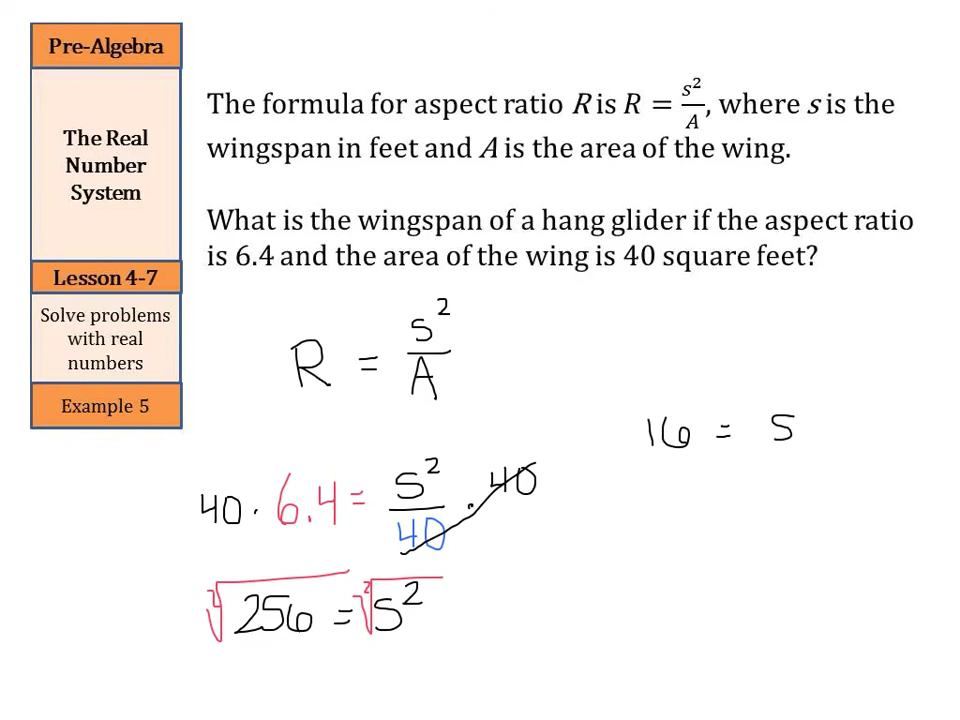 Pre-Algebra
The Real
Number
System
Lesson 4-7
Solve problems
with real
numbers
Example 5
The formula for aspect ratio R is R = s²/A, where s is the
wingspan in feet and A is the area of the wing.
What is the wingspan of a hang glider if the aspect ratio
is 6.4 and the area of the wing is 40 square feet?
R = s²/A
40 · 6.4 = s²/40 · 40
²√256 = ²√s²
16 = s